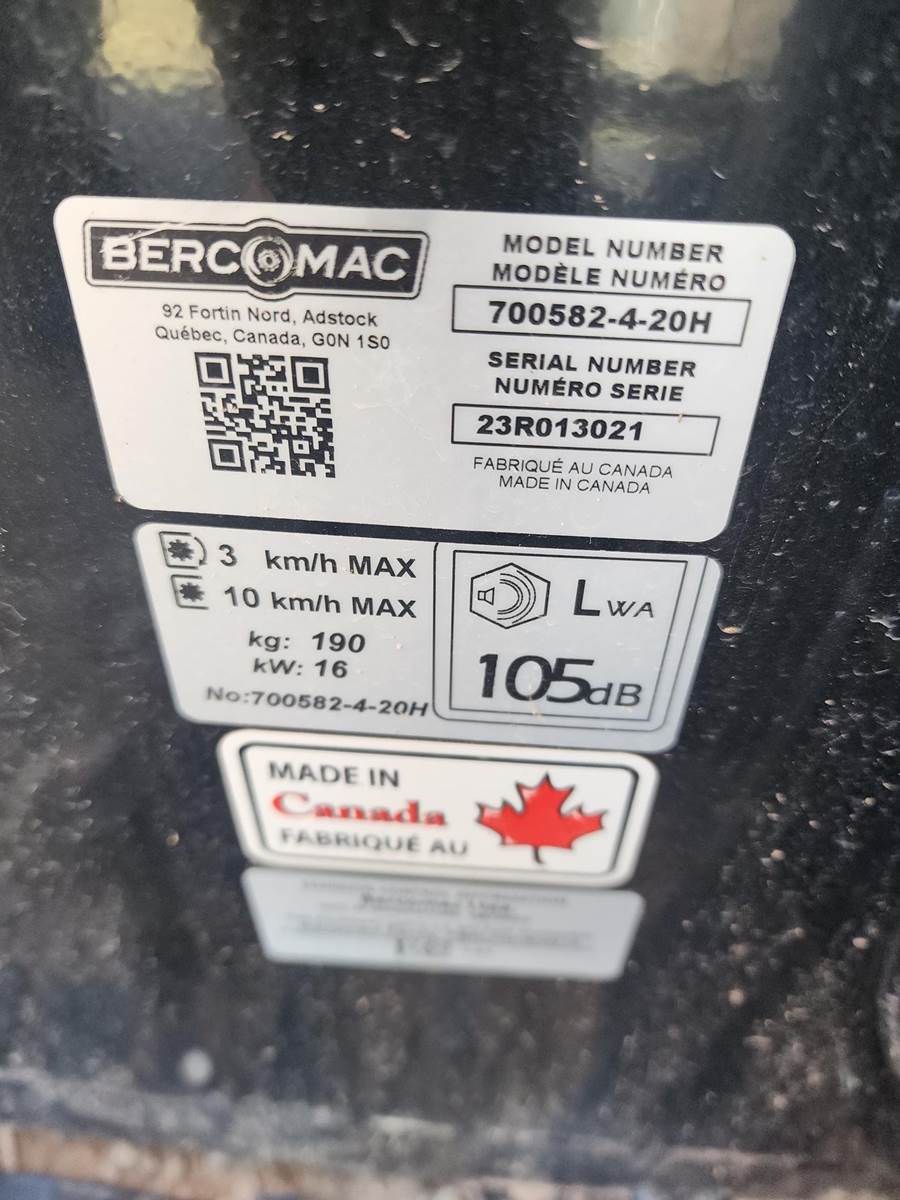 BERCOMAC
92 Fortin Nord, Adstock
Québec, Canada, G0N 1S0
MODEL NUMBER
MODÈLE NUMÉRO
700582-4-20H
SERIAL NUMBER
NUMÉRO SERIE
23R013021
FABRIQUÉ AU CANADA
MADE IN CANADA
3 km/h MAX
10 km/h MAX
kg: 190
kW: 16
No:700582-4-20H
LWA
105dB
MADE IN
Canada
FABRIQUÉ AU